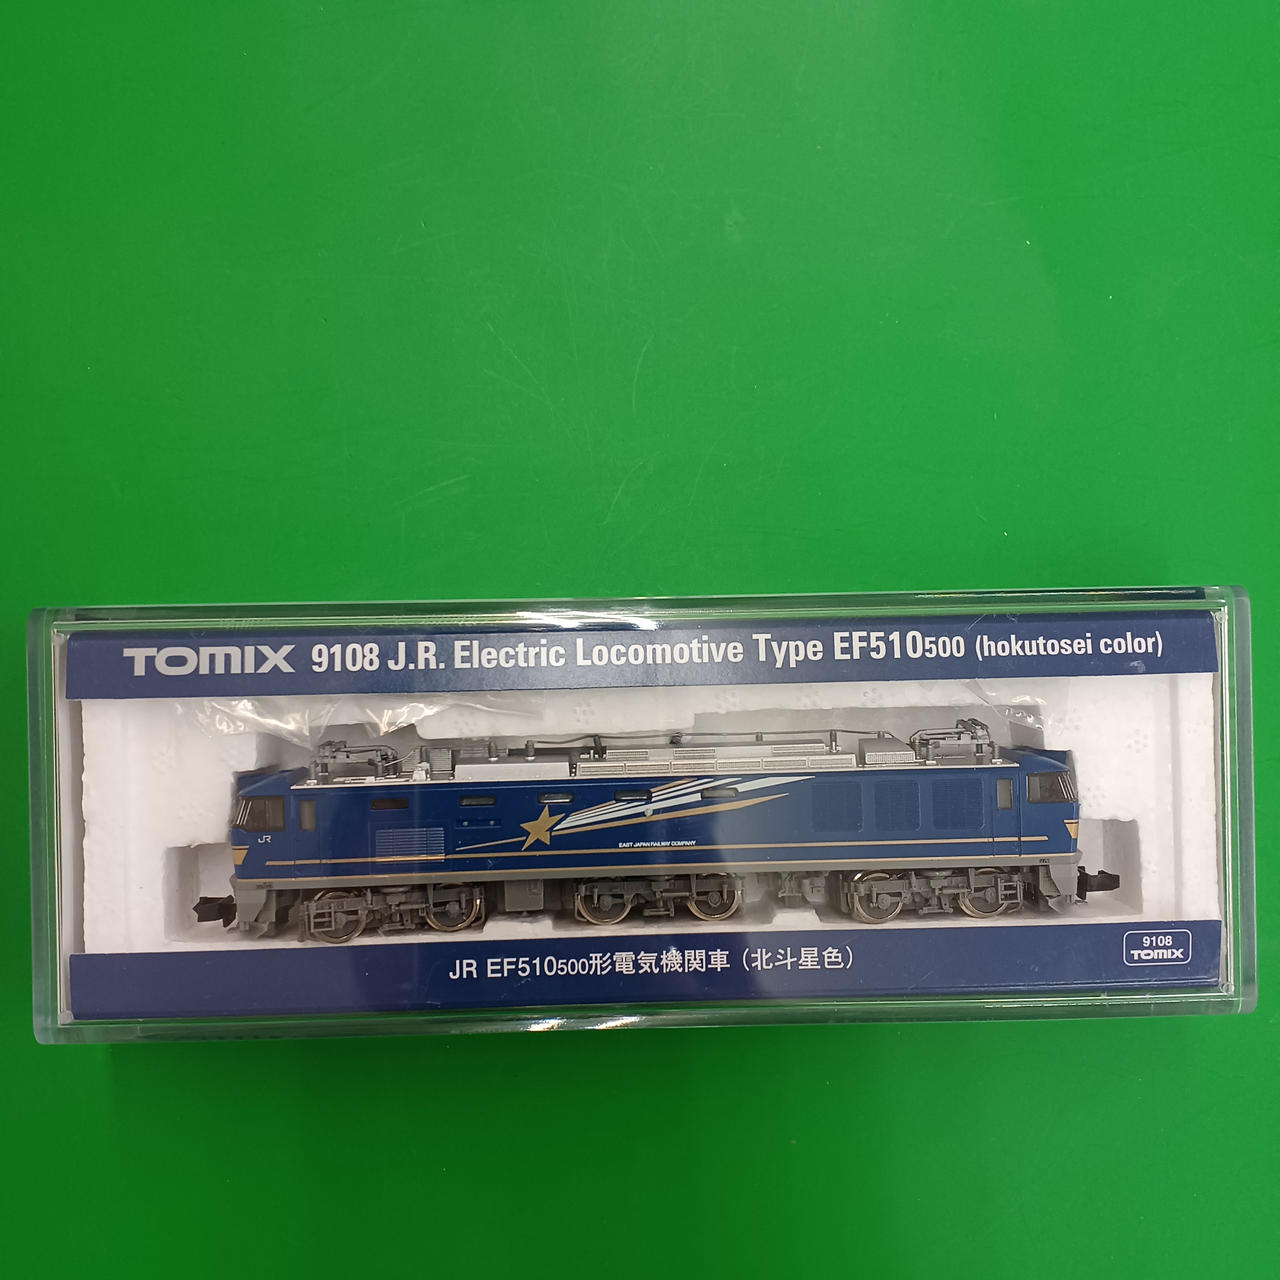 TOMIX 9108 J.R. Electric Locomotive Type EF510500 (hokutosei color)
JR
EAST JAPAN RAILWAY COMPANY
JR EF510500形電気機関車（北斗星色）
9108
TOMIX